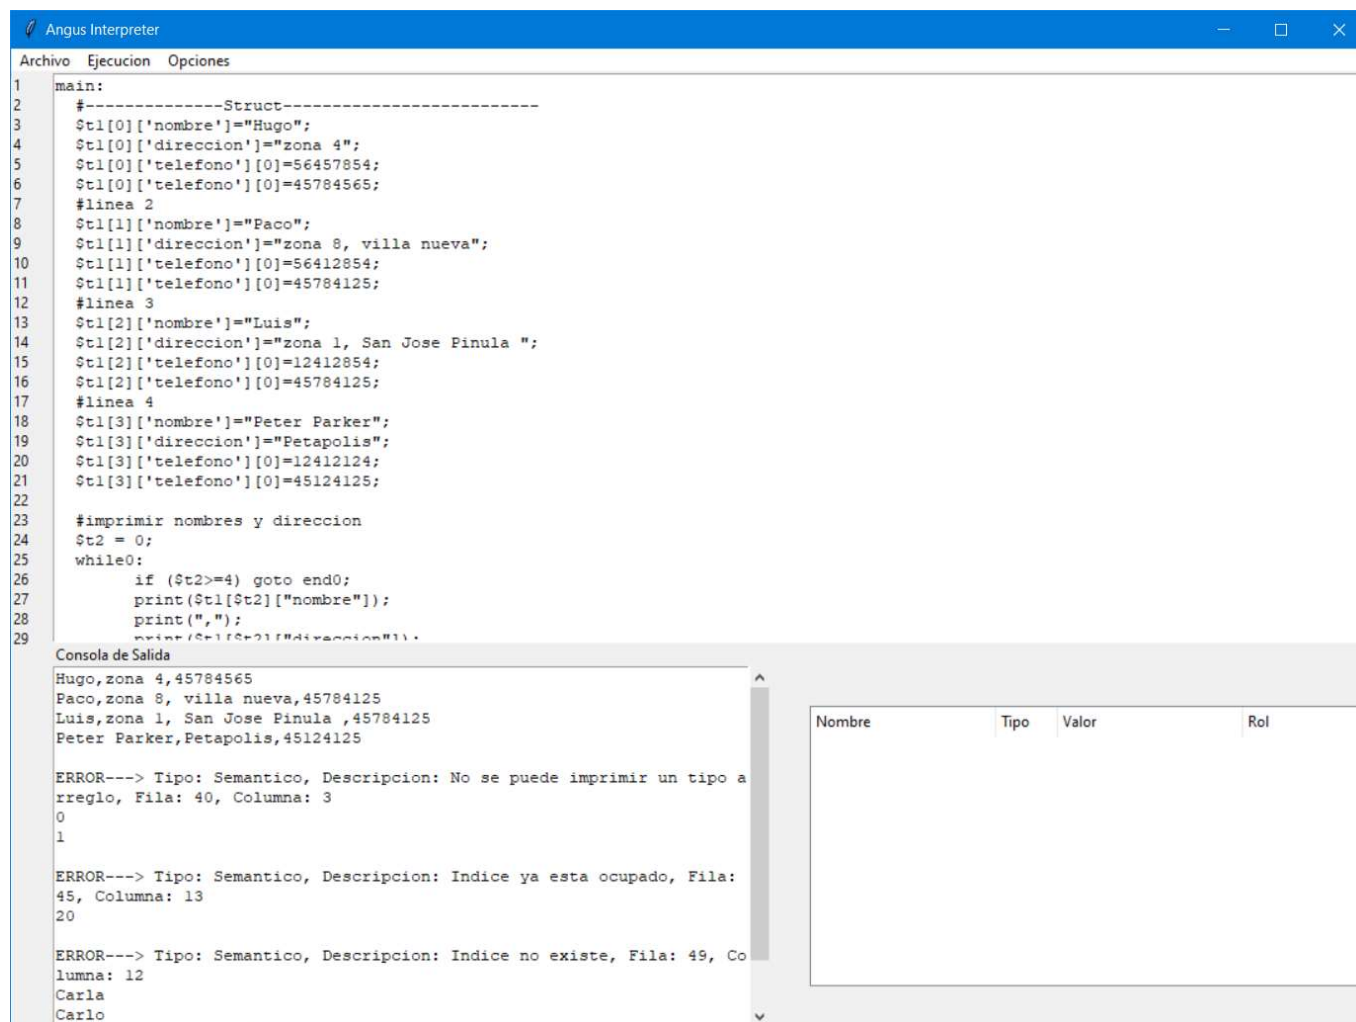 Angus Interpreter
Archivo Ejecucion Opciones
1 main:
2 #--------------Struct--------------------------
3 $t1[0]['nombre']="Hugo";
4 $t1[0]['direccion']="zona 4";
5 $t1[0]['telefono'][0]=56457854;
6 $t1[0]['telefono'][0]=45784565;
7 #linea 2
8 $t1[1]['nombre']="Paco";
9 $t1[1]['direccion']="zona 8, villa nueva";
10 $t1[1]['telefono'][0]=56412854;
11 $t1[1]['telefono'][0]=45784125;
12 #linea 3
13 $t1[2]['nombre']="Luis";
14 $t1[2]['direccion']="zona 1, San Jose Pinula ";
15 $t1[2]['telefono'][0]=12412854;
16 $t1[2]['telefono'][0]=45784125;
17 #linea 4
18 $t1[3]['nombre']="Peter Parker";
19 $t1[3]['direccion']="Petapolis";
20 $t1[3]['telefono'][0]=12412124;
21 $t1[3]['telefono'][0]=45124125;
22
23 #imprimir nombres y direccion
24 $t2 = 0;
25 while0:
26 if ($t2>=4) goto end0;
27 print($t1[$t2]["nombre"]);
28 print(",");
29 print($t1[$t2]["direccion"]);
Consola de Salida
Hugo,zona 4,45784565
Paco,zona 8, villa nueva,45784125
Luis,zona 1, San Jose Pinula ,45784125
Peter Parker,Petapolis,45124125
ERROR---> Tipo: Semantico, Descripcion: No se puede imprimir un tipo a
rreglo, Fila: 40, Columna: 3
0
1
ERROR---> Tipo: Semantico, Descripcion: Indice ya esta ocupado, Fila:
45, Columna: 13
20
ERROR---> Tipo: Semantico, Descripcion: Indice no existe, Fila: 49, Co
lumna: 12
Carla
Carlo
Nombre Tipo Valor Rol